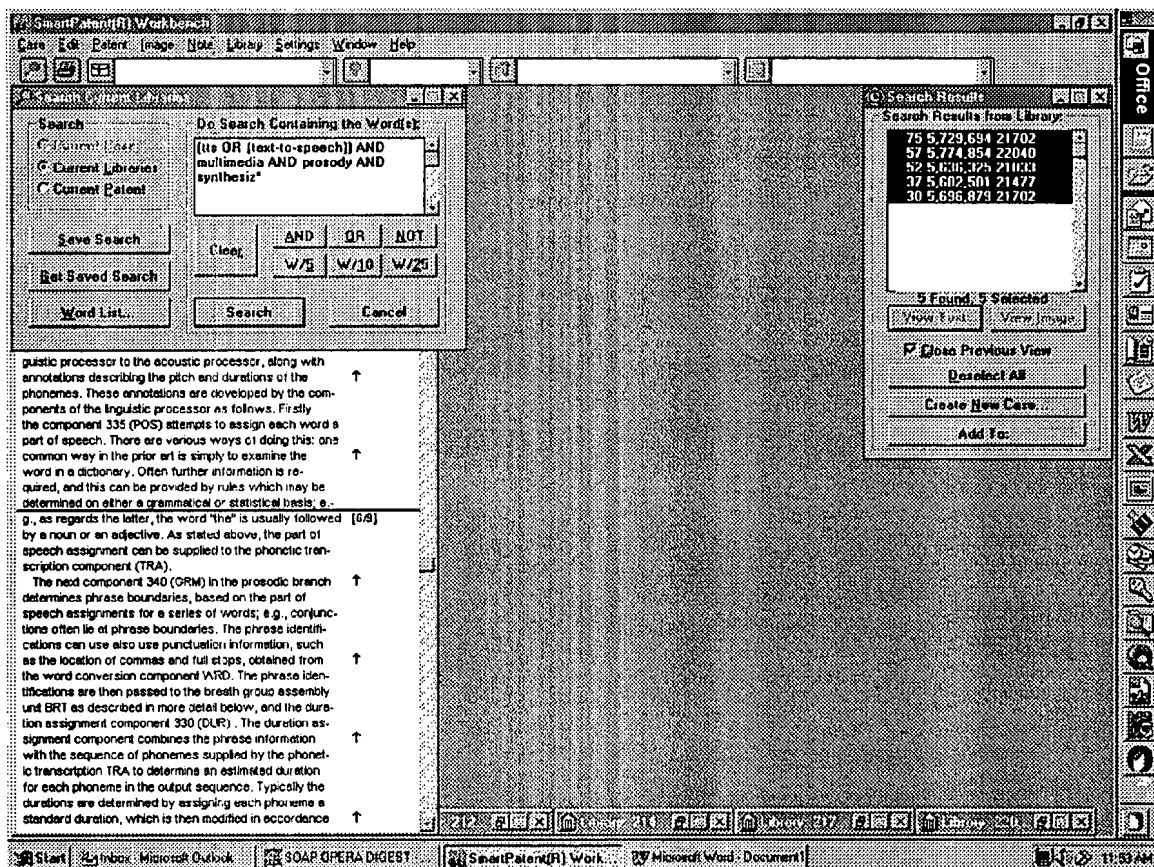 SmartPatent(R) Workbench
Case Edit Patent Image Note Library Settings Window Help
Search Current Libraries
Search
Current Case
Current Libraries
Current Patent
Save Search
Get Saved Search
Word List...
Do Search Containing the Word(s):
(tts OR (text-to-speech)) AND
multimedia AND prosody AND
synthesiz*
Clear
AND OR NOT
W/5 W/10 W/25
Search Cancel
Search Results
Search Results from Library:
75 5,729,694 21702
57 5,774,854 22040
52 5,636,325 21033
37 5,602,501 21477
30 5,696,879 21702
5 Found, 5 Selected
View Text... View Image
Close Previous View
Deselect All
Create New Case...
Add To:
Office
guistic processor to the acoustic processor, along with
annotations describing the pitch and durations of the ↑
phonemes. These annotations are developed by the com-
ponents of the linguistic processor as follows. Firstly
the component 335 (POS) attempts to assign each word a
part of speech. There are various ways of doing this: one
common way in the prior art is simply to examine the ↑
word in a dictionary. Often further information is re-
quired, and this can be provided by rules which may be
determined on either a grammatical or statistical basis; e.-
g., as regards the latter, the word "the" is usually followed [6/9]
by a noun or an adjective. As stated above, the part of
speech assignment can be supplied to the phonetic tran-
scription component (TRA).
The next component 340 (GRM) in the prosodic branch ↑
determines phrase boundaries, based on the part of
speech assignments for a series of words; e.g., conjunc-
tions often lie at phrase boundaries. The phrase identifi-
cations can use also use punctuation information, such
as the location of commas and full stops, obtained from ↑
the word conversion component WRD. The phrase iden-
tifications are then passed to the breath group assembly
unit BRT as described in more detail below, and the dura-
tion assignment component 330 (DUR) . The duration as-
signment component combines the phrase information ↑
with the sequence of phonemes supplied by the phonet-
ic transcription TRA to determine an estimated duration
for each phoneme in the output sequence. Typically the
durations are determined by assigning each phoneme a
standard duration, which is then modified in accordance ↑
Start Inbox - Microsoft Outlook SOAP OPERA DIGEST ... SmartPatent(R) Work... Microsoft Word - Document1 11:53 AM